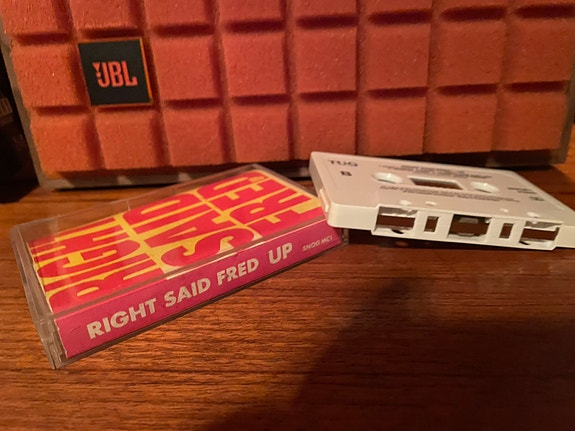 JBL
RIGHT
SAID
FRED
RIGHT SAID FRED UP
SNOG MC1
TUG
B